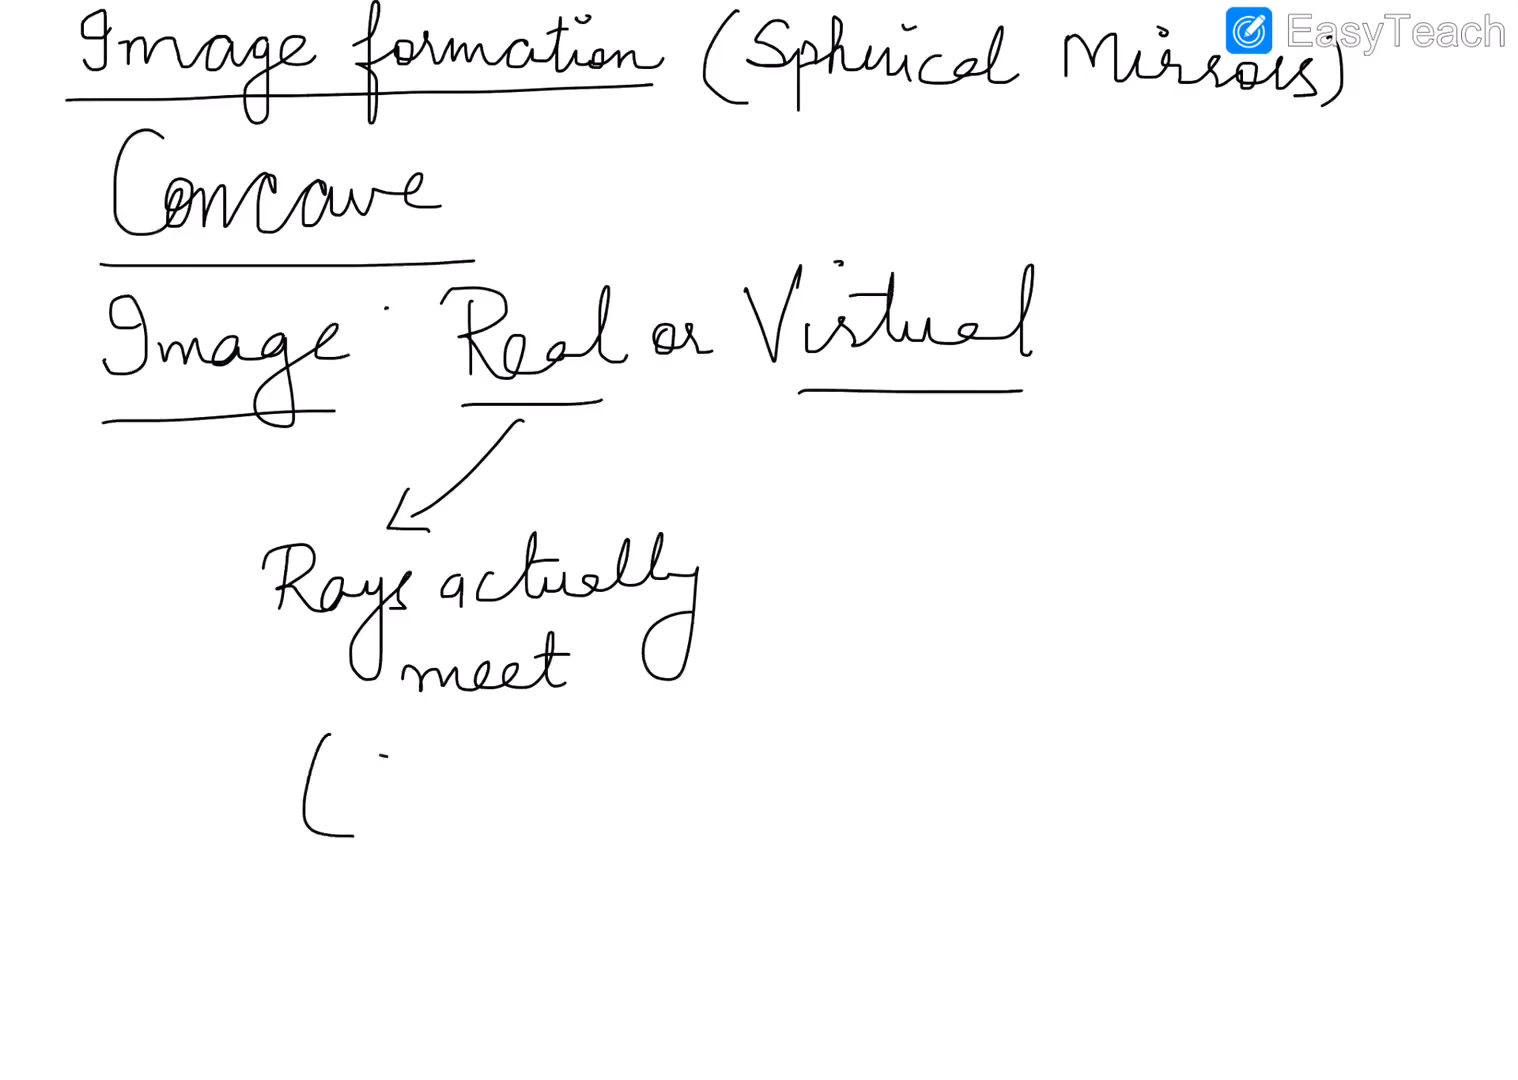 Image formation (Spherical Mirrors)
EasyTeach
Concave
Image Real or Virtual
Rays actually
meet
(